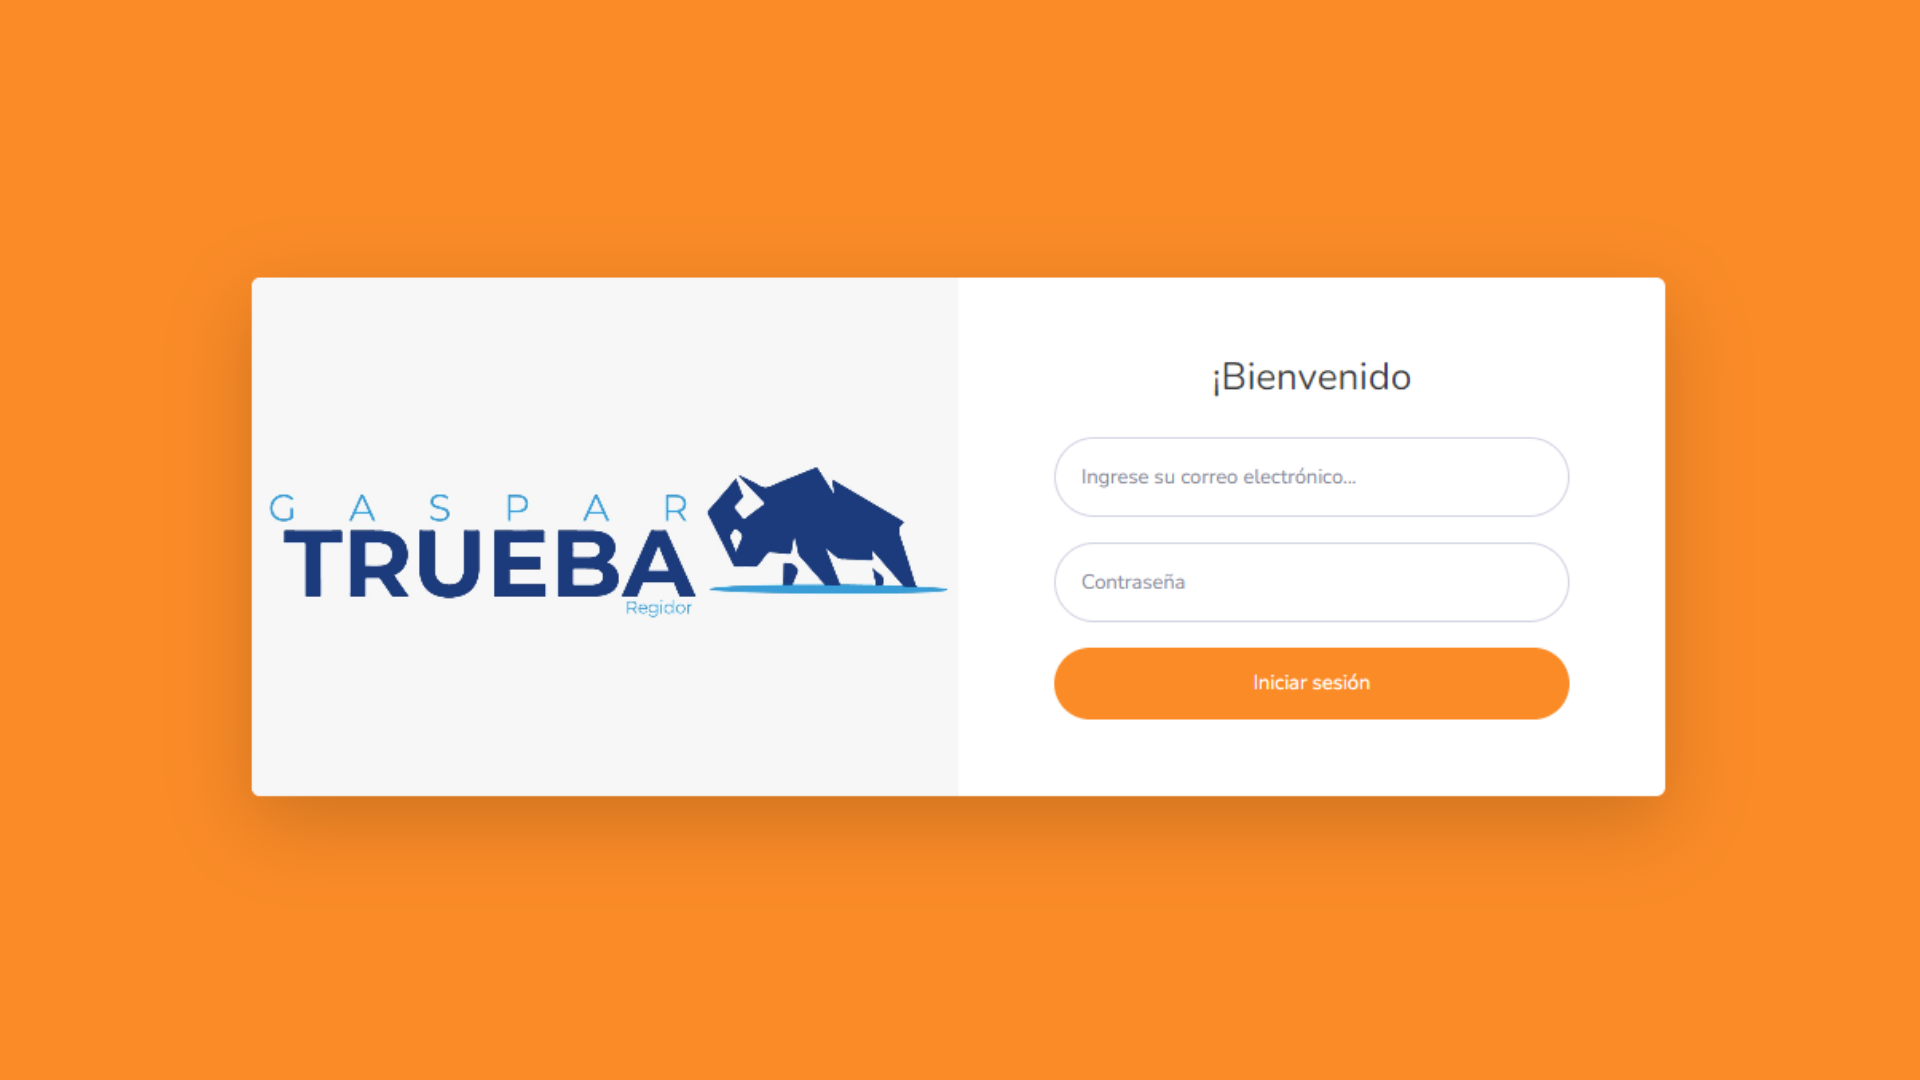 G A S P A R
TRUEBA
Regidor
¡Bienvenido
Ingrese su correo electrónico...
Contraseña
Iniciar sesión